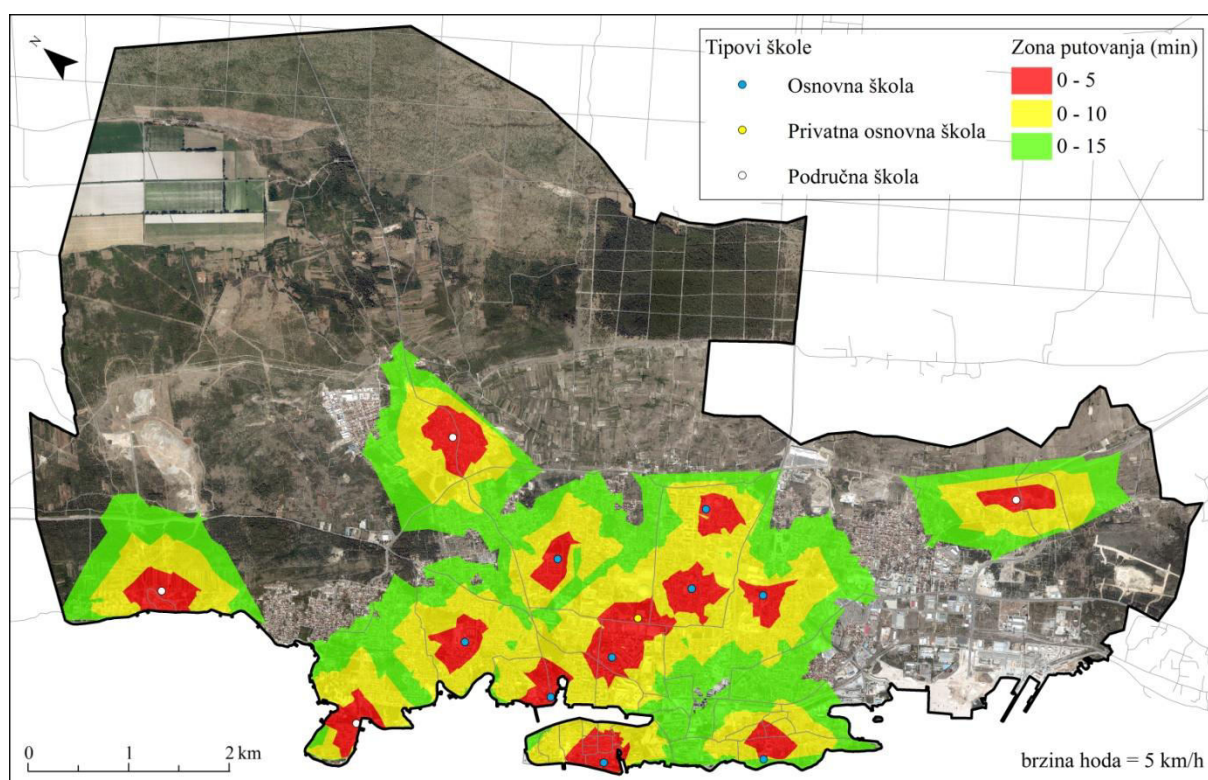 N
Tipovi škole
Osnovna škola
Privatna osnovna škola
Područna škola
Zona putovanja (min)
0 - 5
0 - 10
0 - 15
0 1 2 km
brzina hoda = 5 km/h